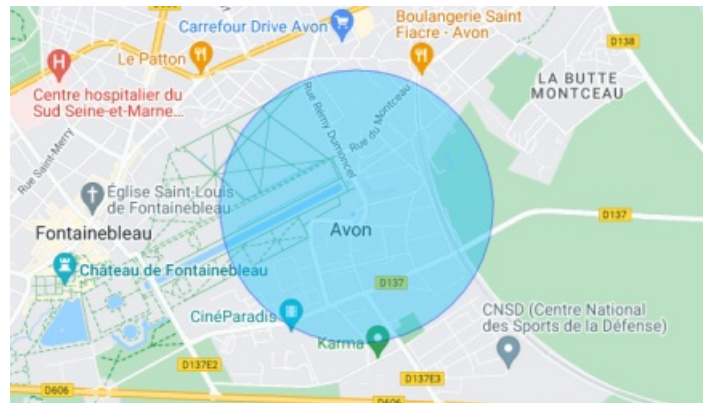 Carrefour Drive Avon
Boulangerie Saint
Fiacre - Avon
D138
Le Patton
H
Centre hospitalier du
Sud Seine-et-Marne...
LA BUTTE
MONTCEAU
Rue Rémy Dumoncel
Rue du Montceau
Rue Saint-Merry
Église Saint-Louis
de Fontainebleau
D137
Fontainebleau
Avon
Château de Fontainebleau
D137
CinéParadis
CNSD (Centre National
des Sports de la Défense)
Karma
D137E2
D137E3
D606
D606